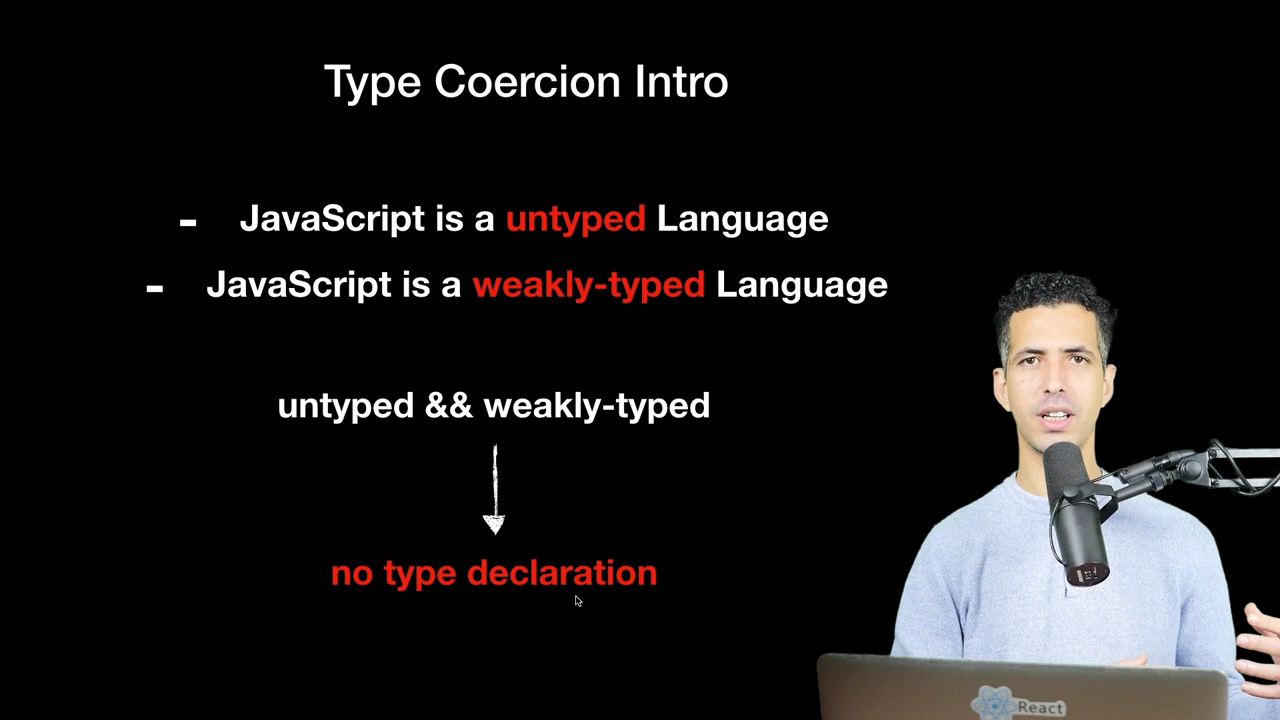 Type Coercion Intro
- JavaScript is a untyped Language
- JavaScript is a weakly-typed Language
untyped && weakly-typed
no type declaration
React